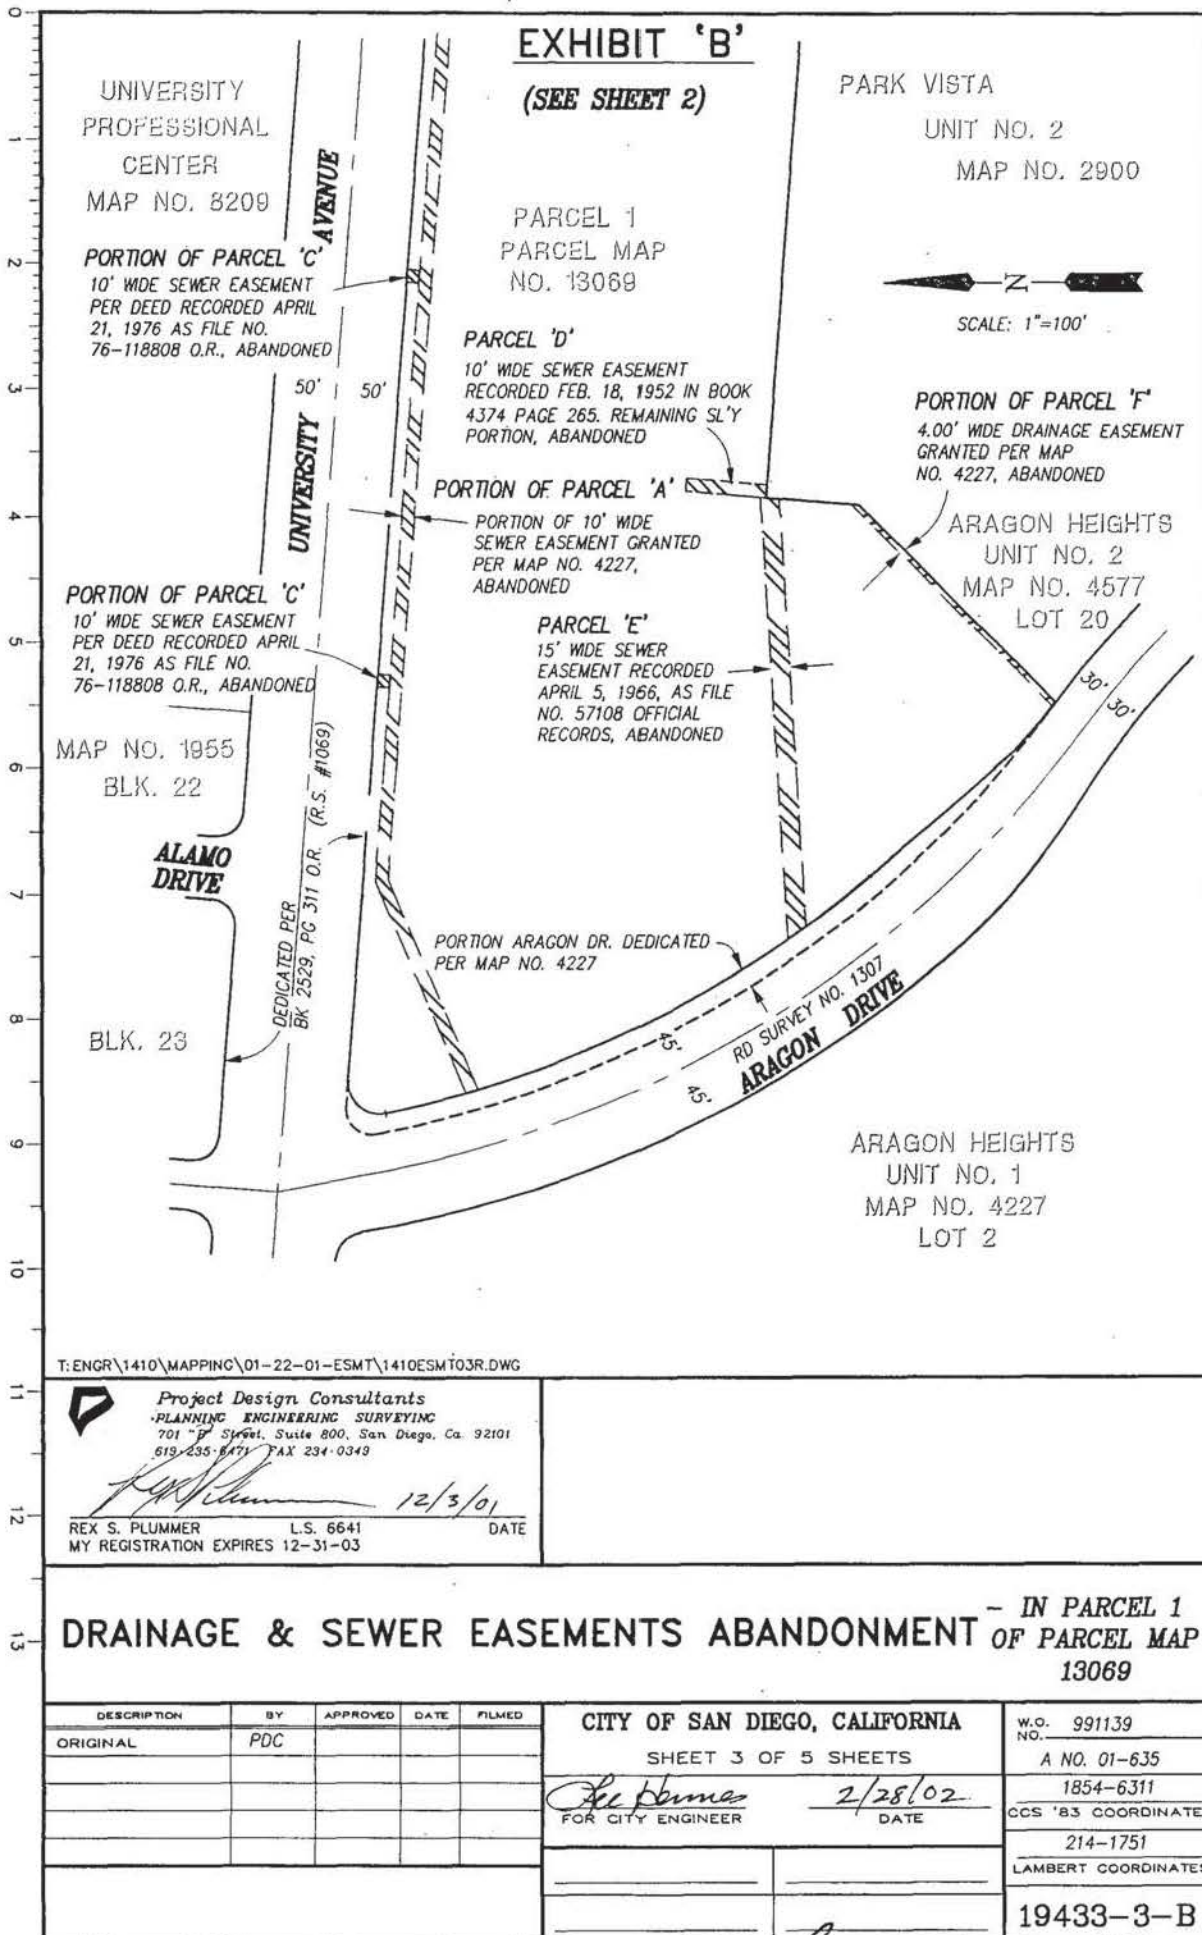 EXHIBIT 'B'
(SEE SHEET 2)
UNIVERSITY
PROFESSIONAL
CENTER
MAP NO. 8209
PARK VISTA
UNIT NO. 2
MAP NO. 2900
PARCEL 1
PARCEL MAP
NO. 13069
UNIVERSITY AVENUE
PORTION OF PARCEL 'C'
10' WIDE SEWER EASEMENT
PER DEED RECORDED APRIL
21, 1976 AS FILE NO.
76-118808 O.R., ABANDONED
50'
50'
N
SCALE: 1"=100'
PARCEL 'D'
10' WIDE SEWER EASEMENT
RECORDED FEB. 18, 1952 IN BOOK
4374 PAGE 265. REMAINING SL'Y
PORTION, ABANDONED
PORTION OF PARCEL 'F'
4.00' WIDE DRAINAGE EASEMENT
GRANTED PER MAP
NO. 4227, ABANDONED
PORTION OF PARCEL 'A'
PORTION OF 10' WIDE
SEWER EASEMENT GRANTED
PER MAP NO. 4227,
ABANDONED
ARAGON HEIGHTS
UNIT NO. 2
MAP NO. 4577
LOT 20
PORTION OF PARCEL 'C'
10' WIDE SEWER EASEMENT
PER DEED RECORDED APRIL
21, 1976 AS FILE NO.
76-118808 O.R., ABANDONED
PARCEL 'E'
15' WIDE SEWER
EASEMENT RECORDED
APRIL 5, 1966, AS FILE
NO. 57108 OFFICIAL
RECORDS, ABANDONED
30'
30'
MAP NO. 1955
BLK. 22
ALAMO
DRIVE
DEDICATED PER
BK 2529, PG 311 O.R. (R.S. #1069)
PORTION ARAGON DR. DEDICATED
PER MAP NO. 4227
BLK. 23
45'
45'
RD SURVEY NO. 1307
ARAGON DRIVE
ARAGON HEIGHTS
UNIT NO. 1
MAP NO. 4227
LOT 2
0
1
2
3
4
5
6
7
8
9
10
11
12
13
T:ENGR\1410\MAPPING\01-22-01-ESMT\1410ESMT03R.DWG
Project Design Consultants
PLANNING ENGINEERING SURVEYING
701 "B" Street, Suite 800, San Diego, Ca 92101
619-235-6471 FAX 234-0349
12/3/01
REX S. PLUMMER L.S. 6641 DATE
MY REGISTRATION EXPIRES 12-31-03
DRAINAGE & SEWER EASEMENTS ABANDONMENT - IN PARCEL 1
OF PARCEL MAP
13069
DESCRIPTION BY APPROVED DATE FILMED
ORIGINAL PDC
CITY OF SAN DIEGO, CALIFORNIA
SHEET 3 OF 5 SHEETS
2/28/02
FOR CITY ENGINEER DATE
W.O.
NO. 991139
A NO. 01-635
1854-6311
CCS '83 COORDINATE
214-1751
LAMBERT COORDINATES
19433-3-B